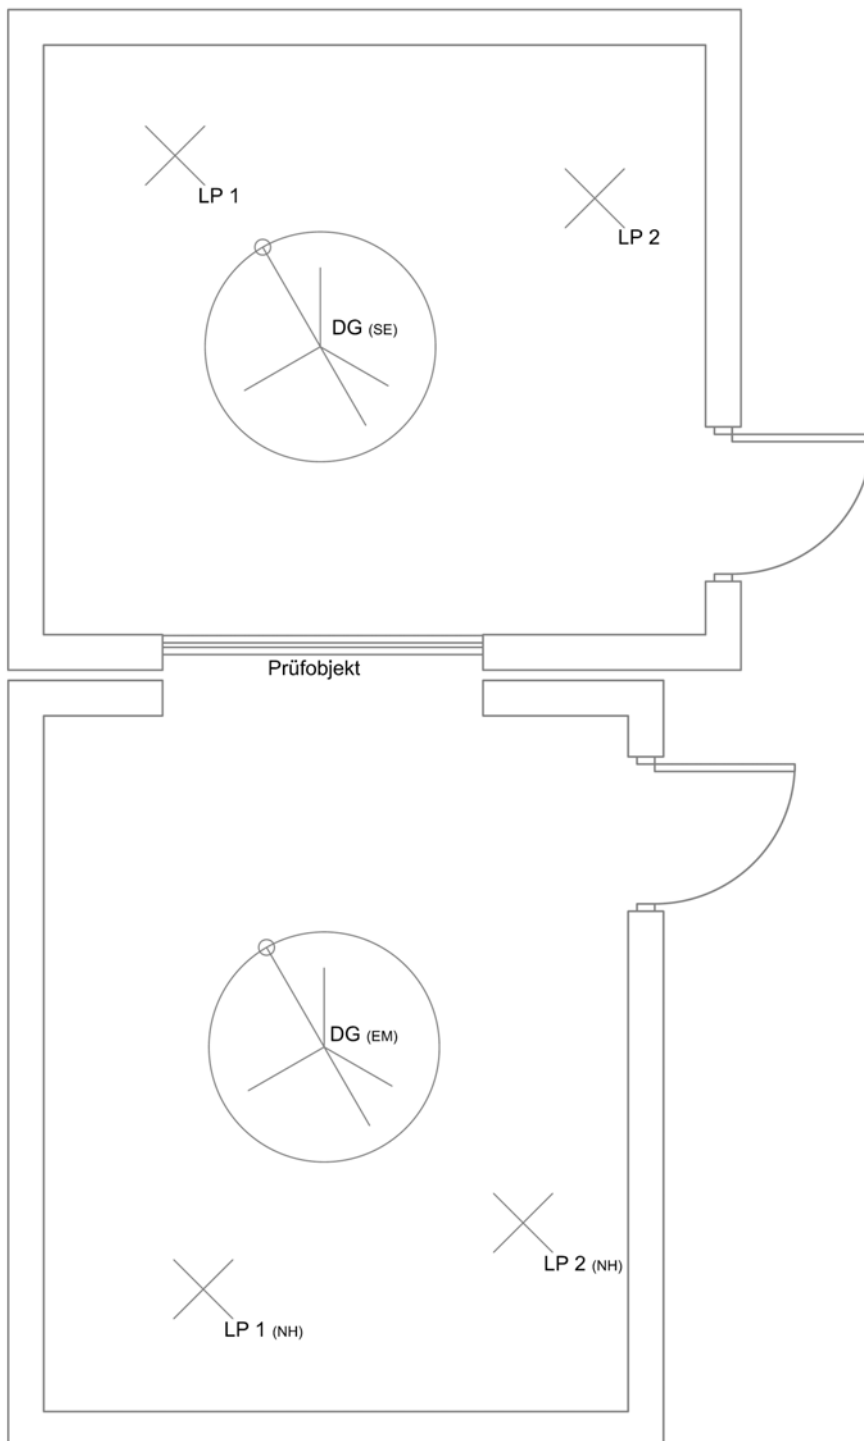 LP 1
LP 2
DG (SE)
Prüfobjekt
DG (EM)
LP 2 (NH)
LP 1 (NH)